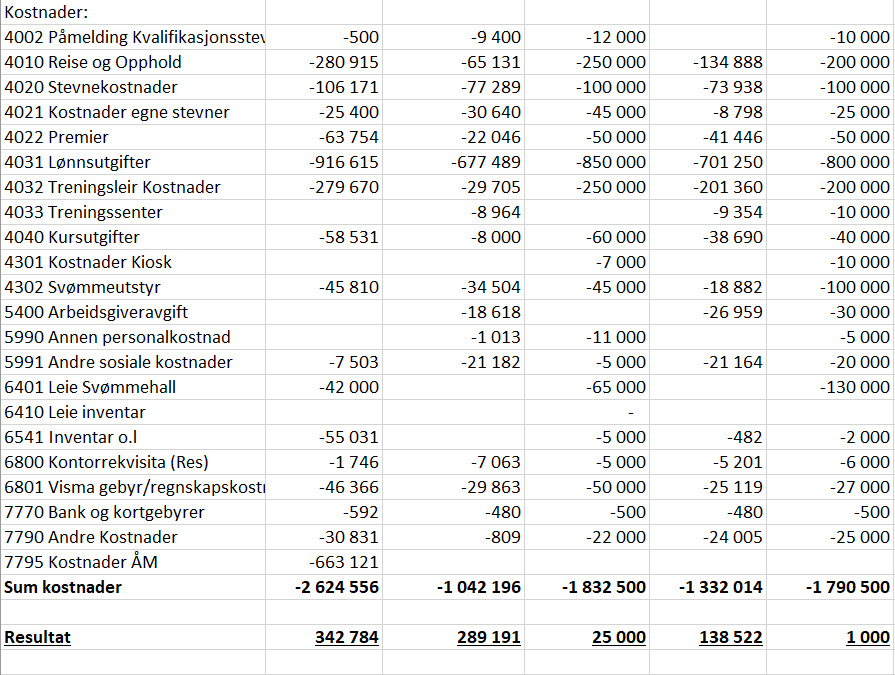 Kostnader:
4002 Påmelding Kvalifikasjonsstev -500 -9 400 -12 000 -10 000
4010 Reise og Opphold -280 915 -65 131 -250 000 -134 888 -200 000
4020 Stevnekostnader -106 171 -77 289 -100 000 -73 938 -100 000
4021 Kostnader egne stevner -25 400 -30 640 -45 000 -8 798 -25 000
4022 Premier -63 754 -22 046 -50 000 -41 446 -50 000
4031 Lønnsutgifter -916 615 -677 489 -850 000 -701 250 -800 000
4032 Treningsleir Kostnader -279 670 -29 705 -250 000 -201 360 -200 000
4033 Treningssenter -8 964 -9 354 -10 000
4040 Kursutgifter -58 531 -8 000 -60 000 -38 690 -40 000
4301 Kostnader Kiosk -7 000 -10 000
4302 Svømmeutstyr -45 810 -34 504 -45 000 -18 882 -100 000
5400 Arbeidsgiveravgift -18 618 -26 959 -30 000
5990 Annen personalkostnad -1 013 -11 000 -5 000
5991 Andre sosiale kostnader -7 503 -21 182 -5 000 -21 164 -20 000
6401 Leie Svømmehall -42 000 -65 000 -130 000
6410 Leie inventar -
6541 Inventar o.l -55 031 -5 000 -482 -2 000
6800 Kontorrekvisita (Res) -1 746 -7 063 -5 000 -5 201 -6 000
6801 Visma gebyr/regnskapskostn -46 366 -29 863 -50 000 -25 119 -27 000
7770 Bank og kortgebyrer -592 -480 -500 -480 -500
7790 Andre Kostnader -30 831 -809 -22 000 -24 005 -25 000
7795 Kostnader ÅM -663 121
Sum kostnader -2 624 556 -1 042 196 -1 832 500 -1 332 014 -1 790 500
Resultat 342 784 289 191 25 000 138 522 1 000